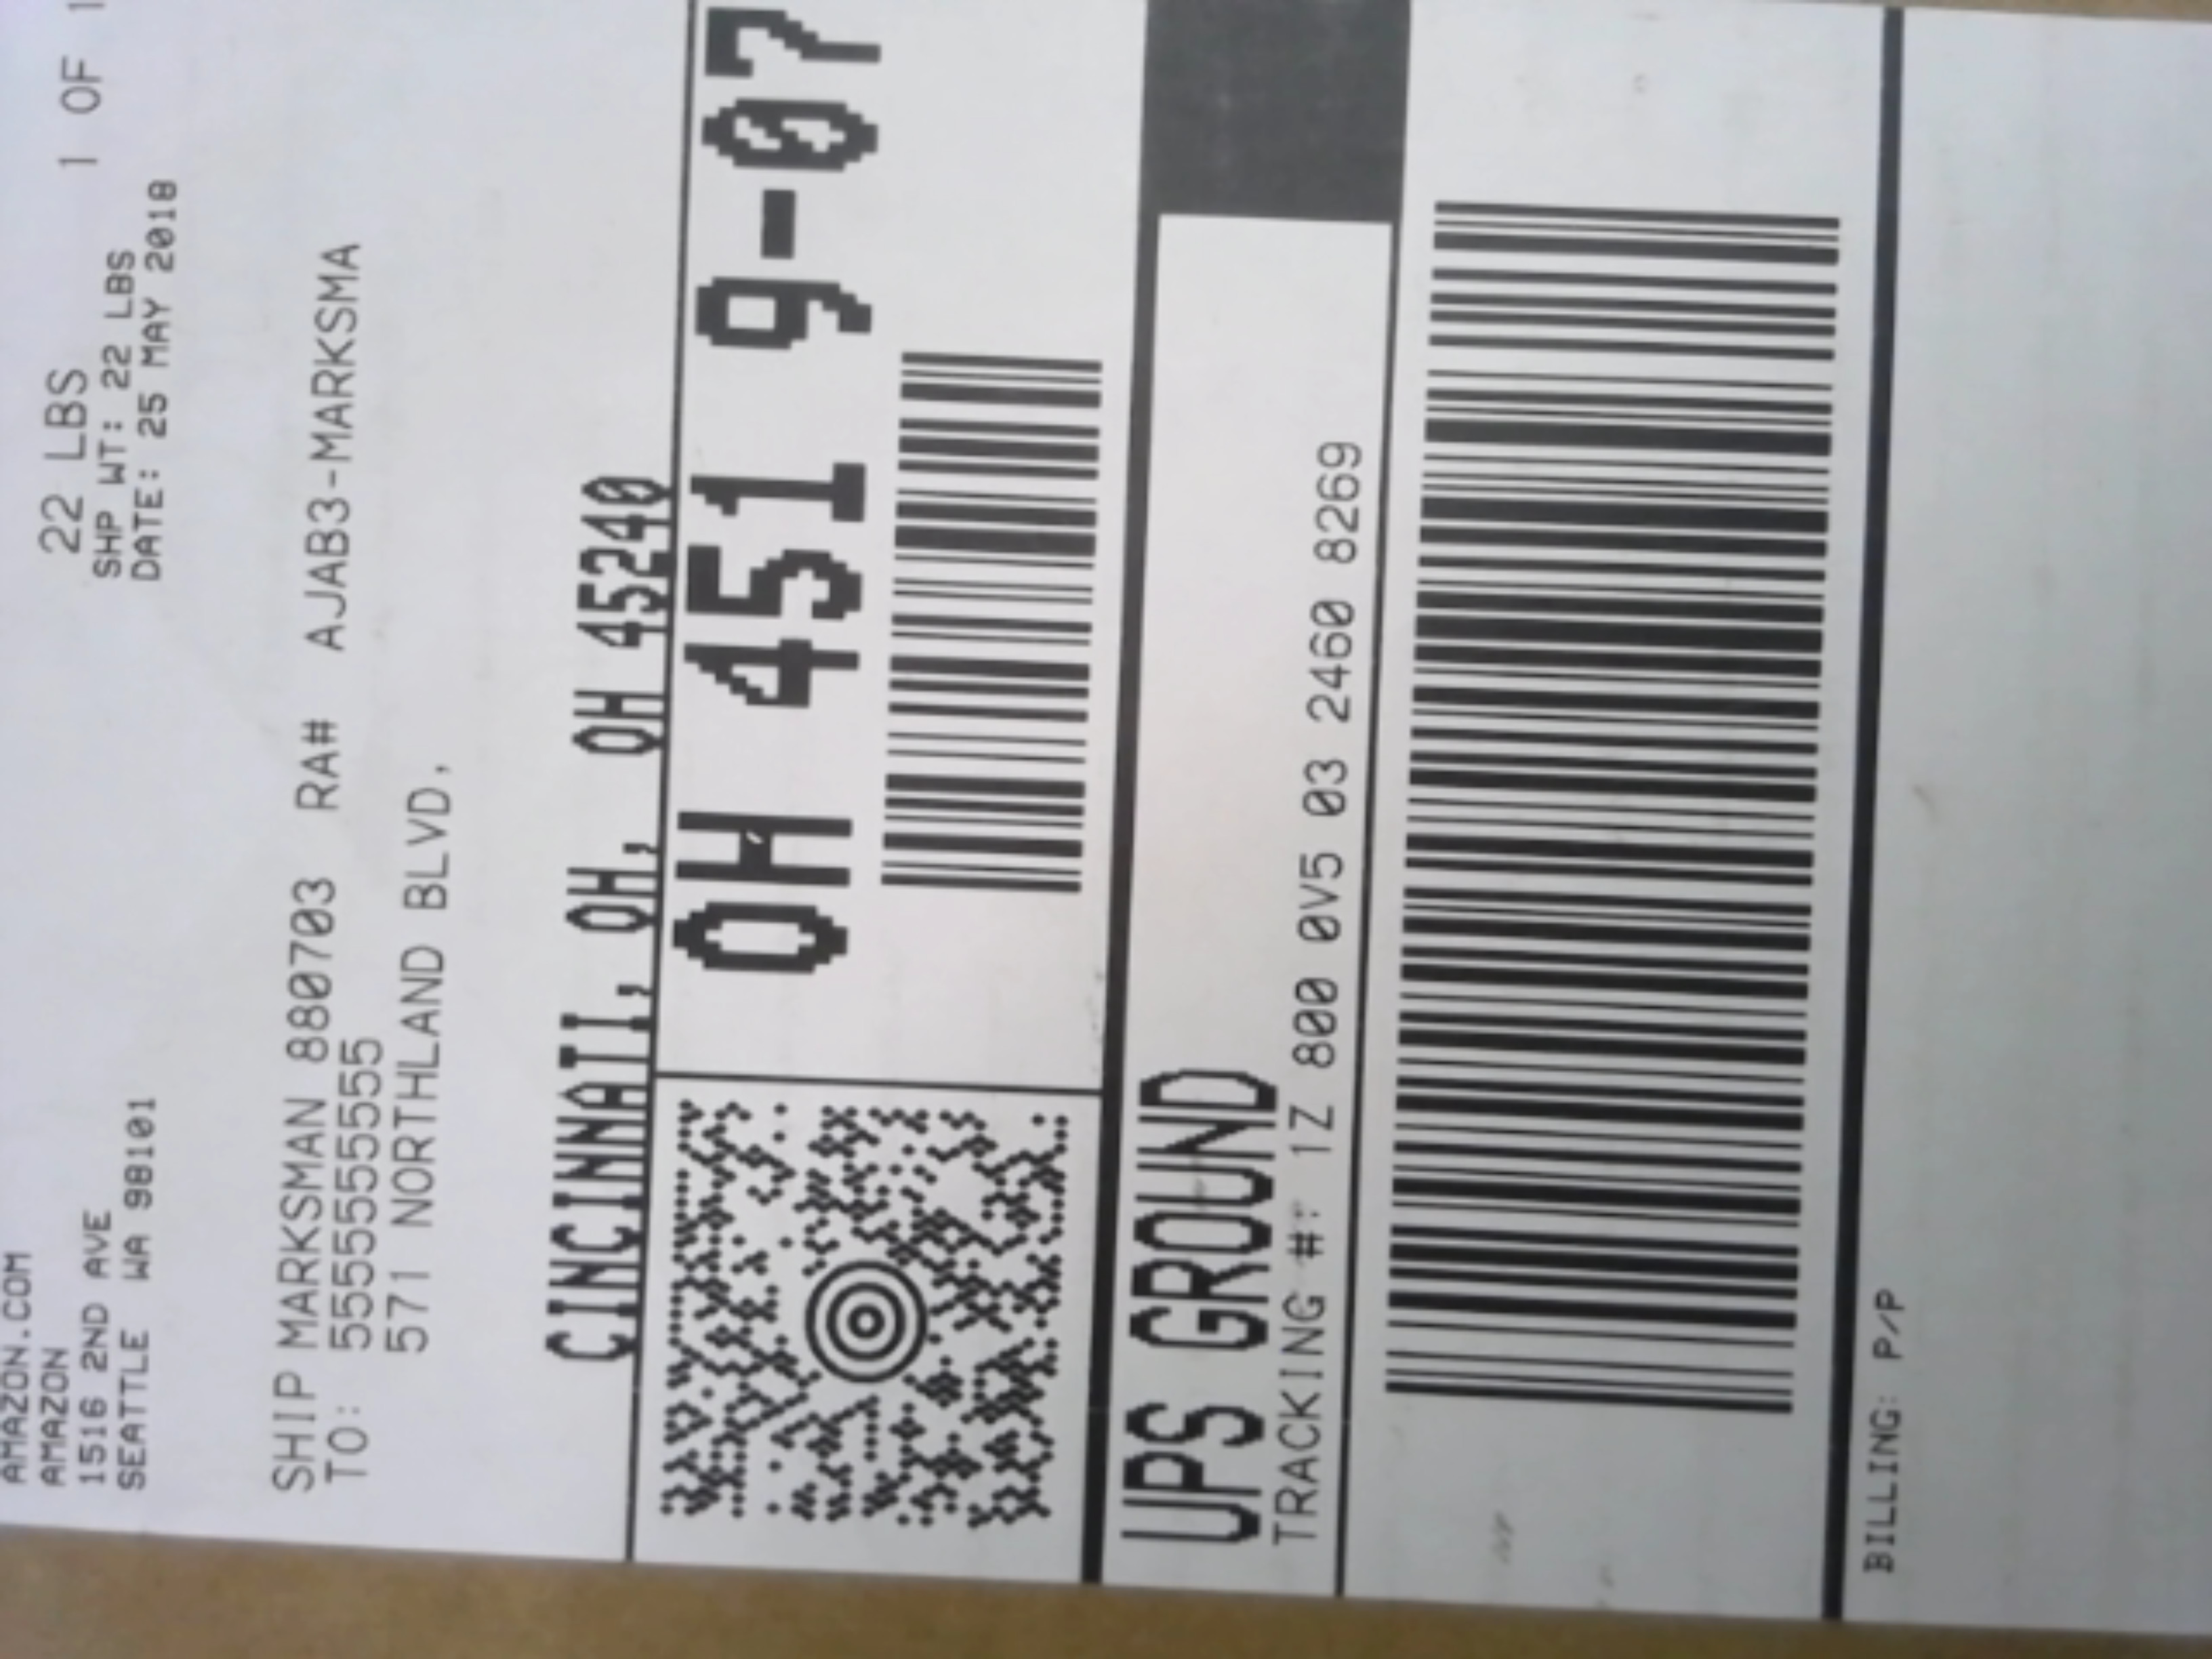 AMAZON.COM
AMAZON
1516 2ND AVE
SEATTLE WA 98101
22 LBS 1 OF 1
SHP WT: 22 LBS
DATE: 25 MAY 2018
SHIP MARKSMAN 880703 RA# AJAB3-MARKSMA
TO: 5555555555
571 NORTHLAND BLVD,
CINCINNATI, OH, OH 45240
OH 451 9-07
UPS GROUND
TRACKING #: 1Z 800 0V5 03 2460 8269
BILLING: P/P